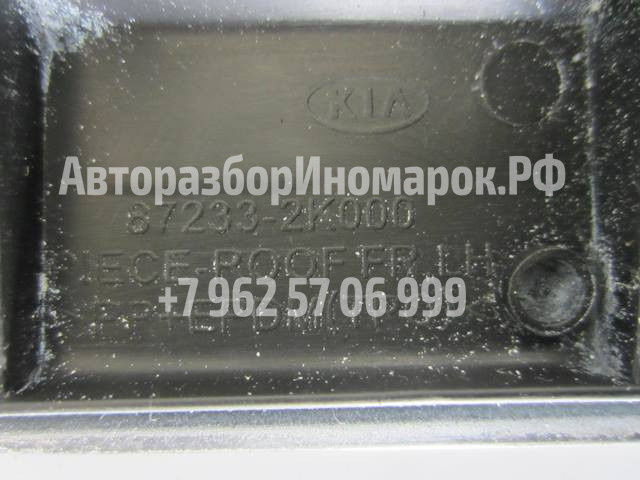 KIA
АвторазборИномарок.РФ
87233-2K000
PIECE-ROOF FR LH
+7 962 57 06 999